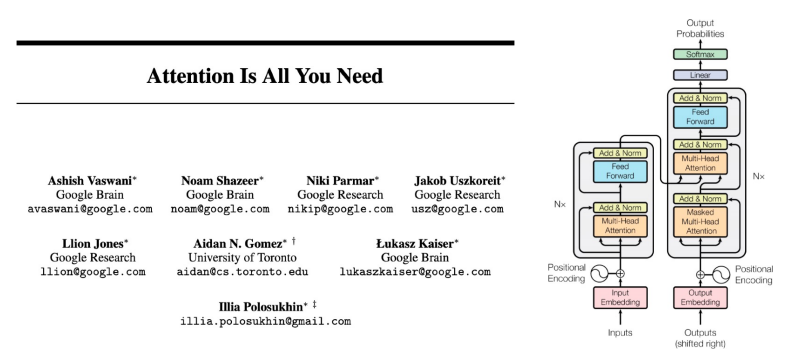 Attention Is All You Need
Ashish Vaswani* Noam Shazeer* Niki Parmar* Jakob Uszkoreit*
Google Brain Google Brain Google Research Google Research
avaswani@google.com noam@google.com nikip@google.com usz@google.com
Llion Jones* Aidan N. Gomez* † Łukasz Kaiser*
Google Research University of Toronto Google Brain
llion@google.com aidan@cs.toronto.edu lukaszkaiser@google.com
Illia Polosukhin* ‡
illia.polosukhin@gmail.com
Output
Probabilities
Softmax
Linear
Add & Norm
Feed
Forward
Add & Norm
Multi-Head
Attention
Add & Norm
Masked
Multi-Head
Attention
Nx
Add & Norm
Feed
Forward
Add & Norm
Multi-Head
Attention
Nx
Positional
Encoding
Positional
Encoding
Input
Embedding
Output
Embedding
Inputs
Outputs
(shifted right)